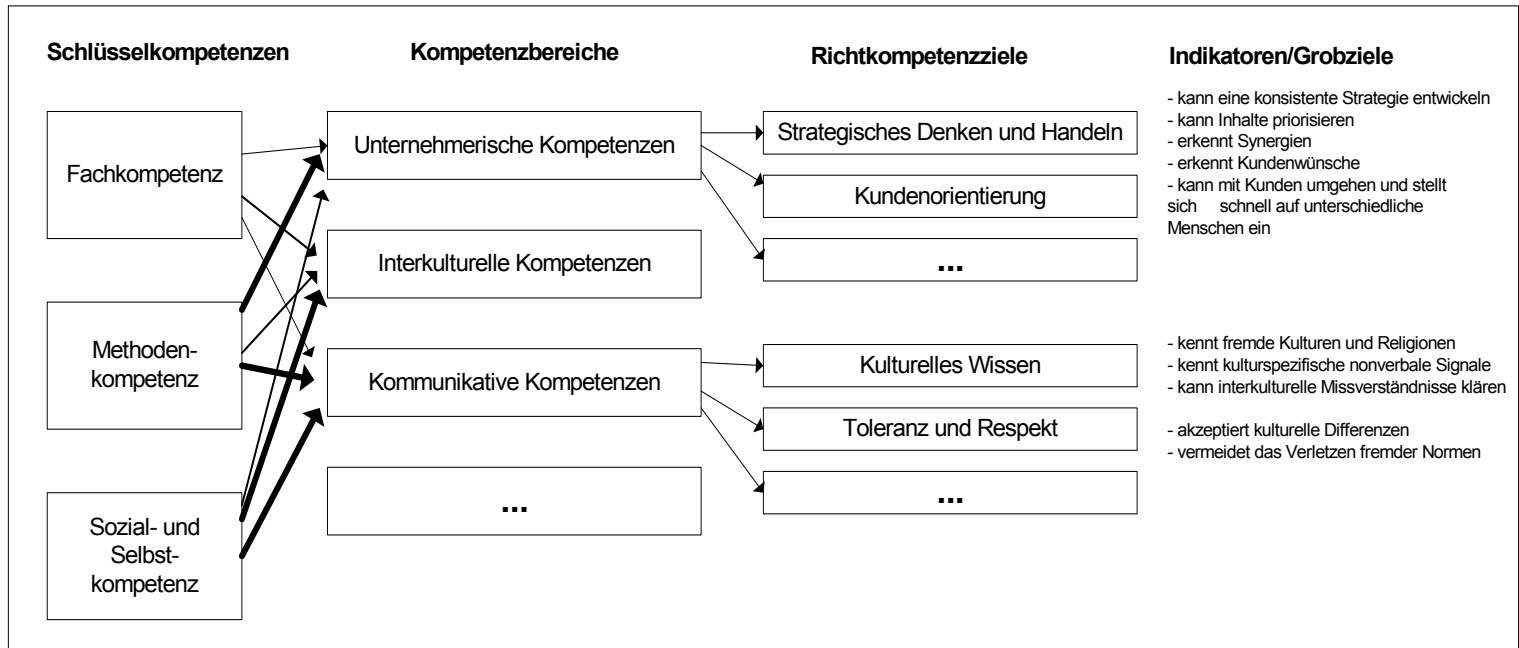 Schlüsselkompetenzen
Kompetenzbereiche
Richtkompetenzziele
Indikatoren/Grobziele
Fachkompetenz
Methoden-
kompetenz
Sozial- und
Selbst-
kompetenz
Unternehmerische Kompetenzen
Interkulturelle Kompetenzen
Kommunikative Kompetenzen
...
Strategisches Denken und Handeln
Kundenorientierung
...
Kulturelles Wissen
Toleranz und Respekt
...
- kann eine konsistente Strategie entwickeln
- kann Inhalte priorisieren
- erkennt Synergien
- erkennt Kundenwünsche
- kann mit Kunden umgehen und stellt
sich schnell auf unterschiedliche
Menschen ein
- kennt fremde Kulturen und Religionen
- kennt kulturspezifische nonverbale Signale
- kann interkulturelle Missverständnisse klären
- akzeptiert kulturelle Differenzen
- vermeidet das Verletzen fremder Normen